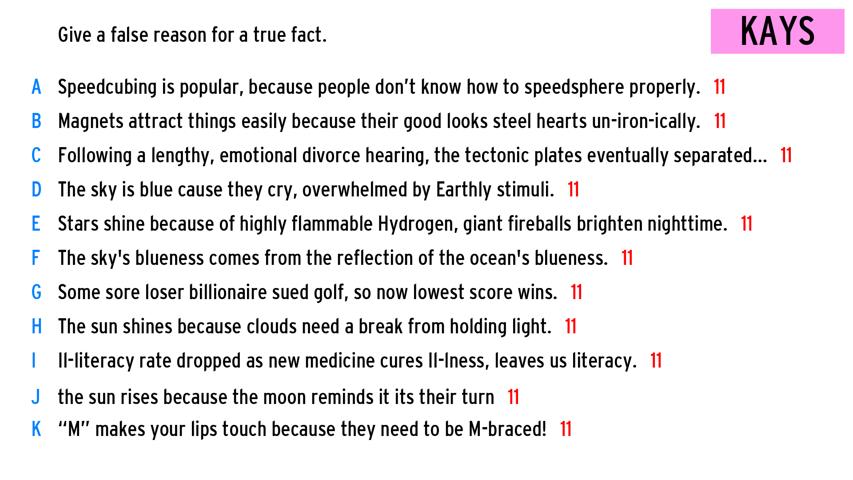 Give a false reason for a true fact.
KAYS
A Speedcubing is popular, because people don't know how to speedsphere properly. 11
B Magnets attract things easily because their good looks steel hearts un-iron-ically. 11
C Following a lengthy, emotional divorce hearing, the tectonic plates eventually separated... 11
D The sky is blue cause they cry, overwhelmed by Earthly stimuli. 11
E Stars shine because of highly flammable Hydrogen, giant fireballs brighten nighttime. 11
F The sky's blueness comes from the reflection of the ocean's blueness. 11
G Some sore loser billionaire sued golf, so now lowest score wins. 11
H The sun shines because clouds need a break from holding light. 11
I Il-literacy rate dropped as new medicine cures Il-lness, leaves us literacy. 11
J the sun rises because the moon reminds it its their turn 11
K “M” makes your lips touch because they need to be M-braced! 11